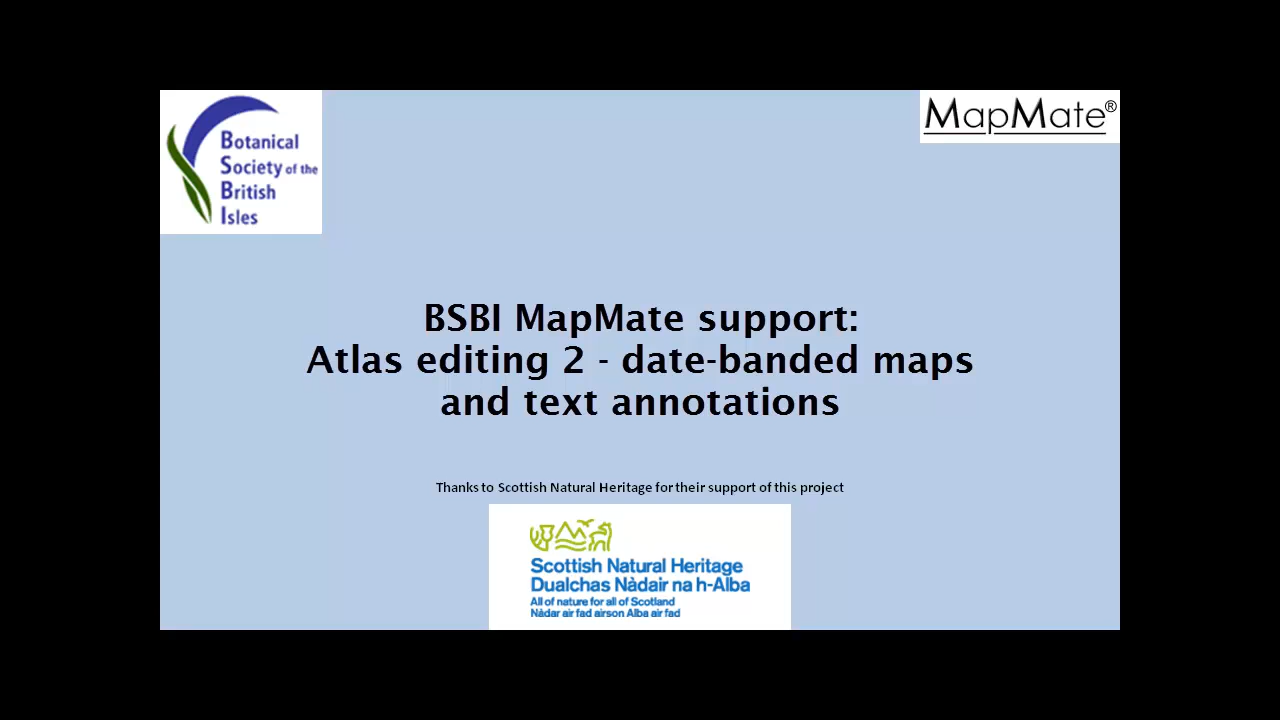 Botanical
Society of the
British
Isles
MapMate®
BSBI MapMate support:
Atlas editing 2 - date-banded maps
and text annotations
Thanks to Scottish Natural Heritage for their support of this project
Scottish Natural Heritage
Dualchas Nàdair na h-Alba
All of nature for all of Scotland
Nàdar air fad airson Alba air fad